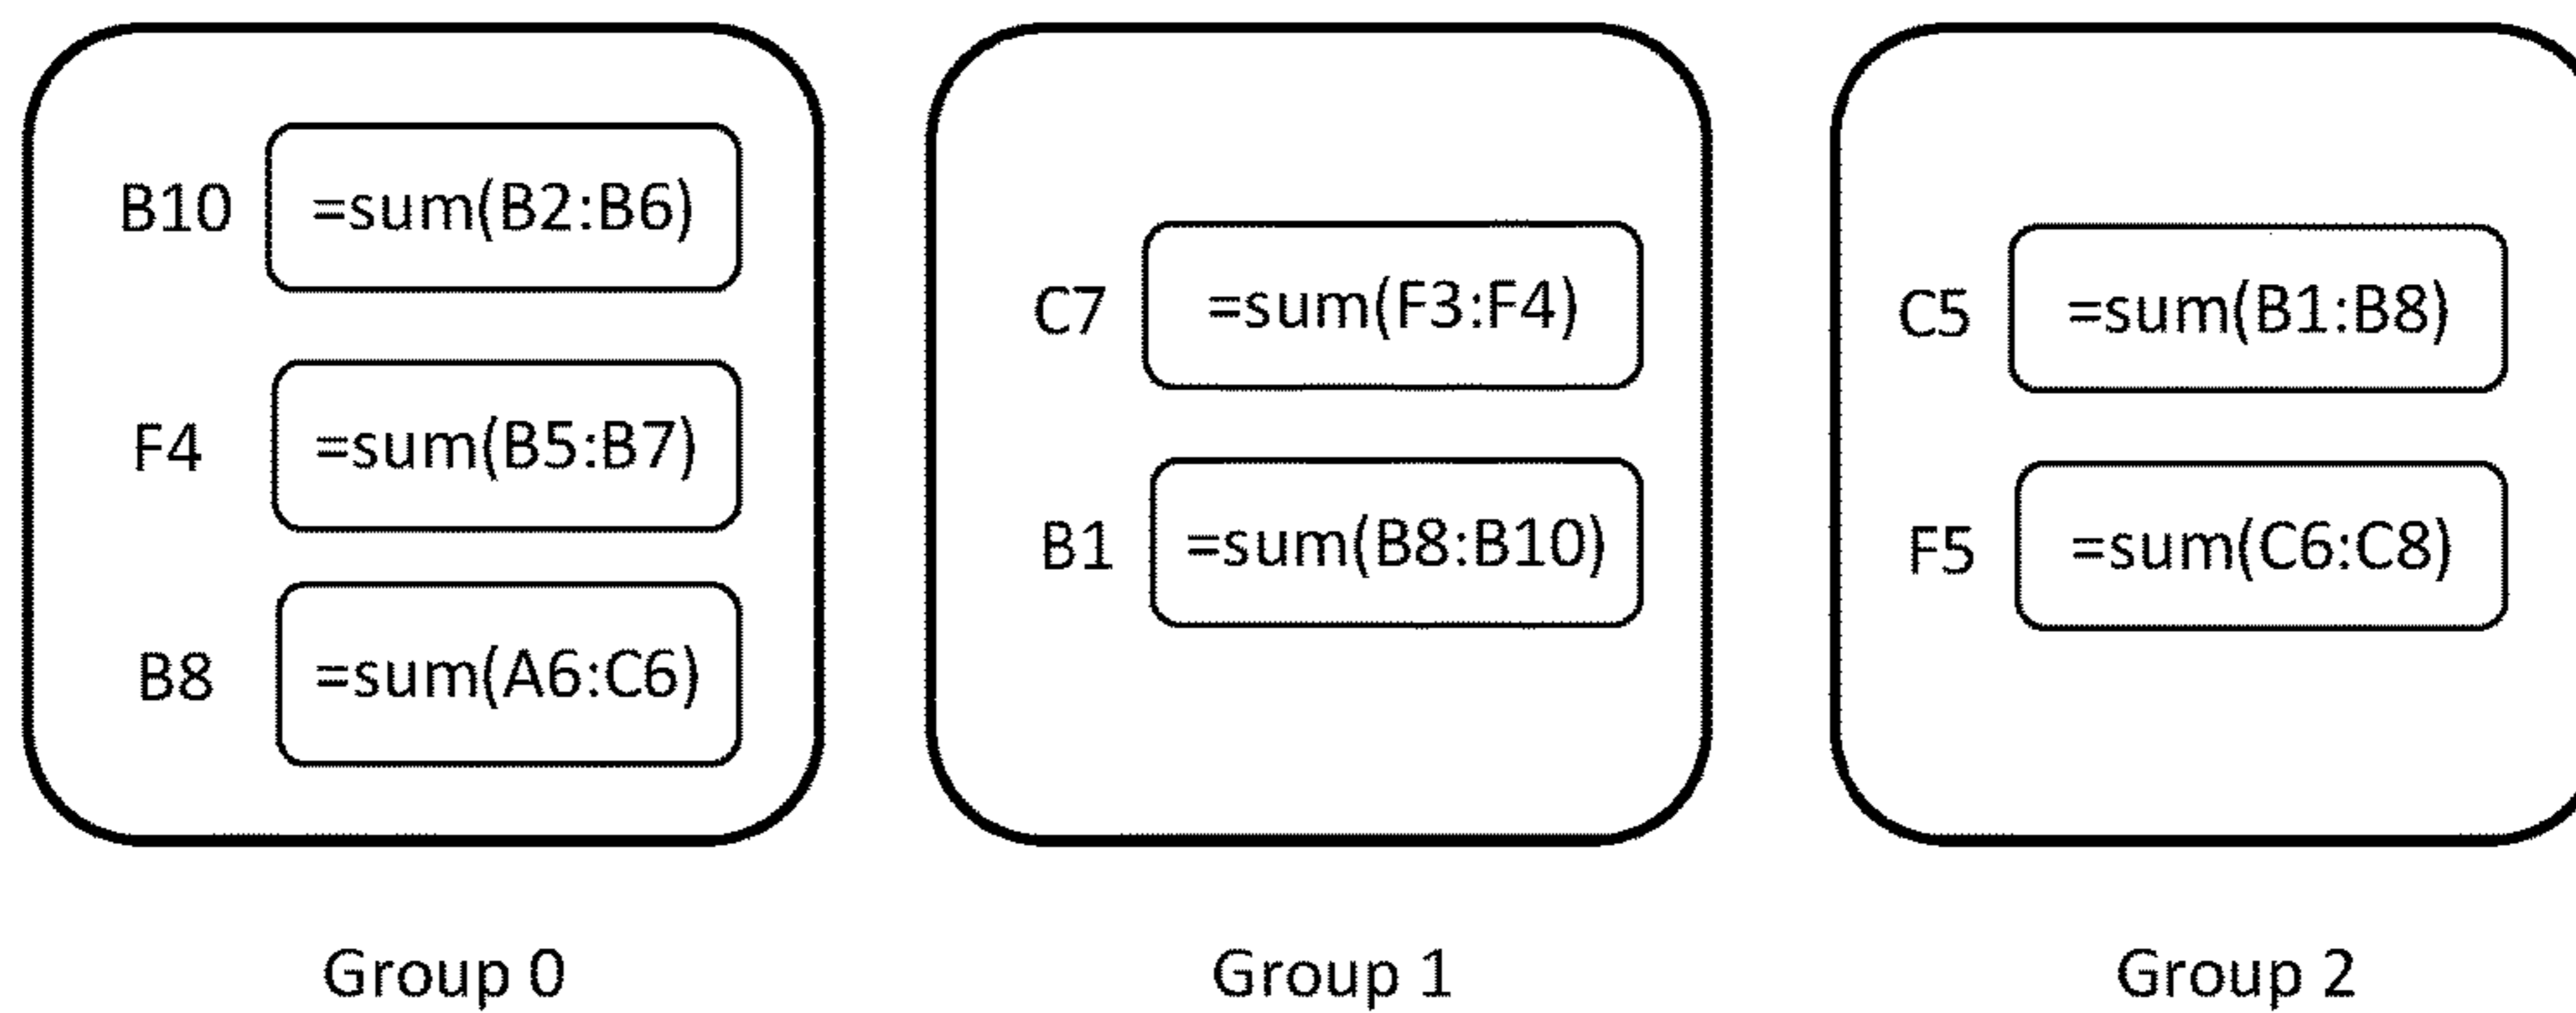 B10 =sum(B2:B6)
F4 =sum(B5:B7)
B8 =sum(A6:C6)
Group 0
C7 =sum(F3:F4)
B1 =sum(B8:B10)
Group 1
C5 =sum(B1:B8)
F5 =sum(C6:C8)
Group 2